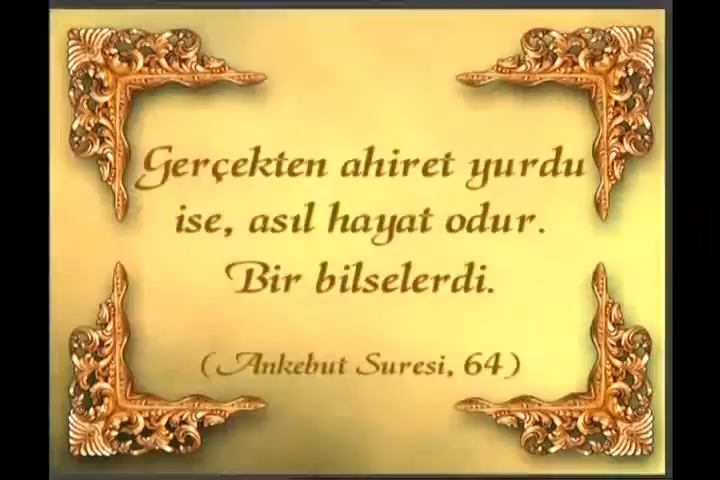 Gerçekten ahiret yurdu
ise, asıl hayat odur.
Bir bilselerdi.
(Ankebut Suresi, 64)